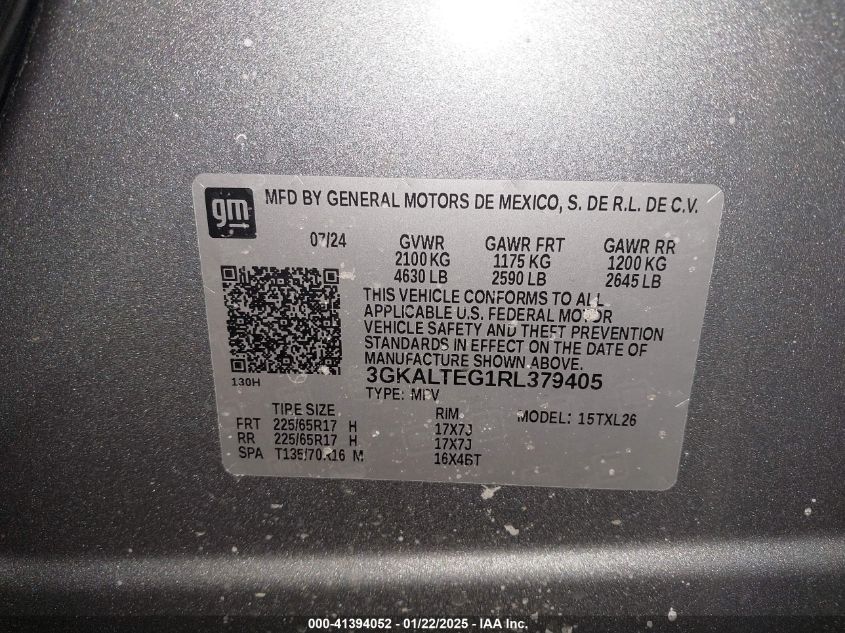 gm
MFD BY GENERAL MOTORS DE MEXICO, S. DE R.L. DE C.V.
07/24 GVWR GAWR FRT GAWR RR
2100 KG 1175 KG 1200 KG
4630 LB 2590 LB 2645 LB
THIS VEHICLE CONFORMS TO ALL
APPLICABLE U.S. FEDERAL MOTOR
VEHICLE SAFETY AND THEFT PREVENTION
STANDARDS IN EFFECT ON THE DATE OF
MANUFACTURE SHOWN ABOVE.
130H 3GKALTEG1RL379405
TYPE: MPV
TIRE SIZE RIM MODEL: 15TXL26
FRT 225/65R17 H 17X7J
RR 225/65R17 H 17X7J
SPA T135/70R16 M 16X4BT
000-41394052 - 01/22/2025 - IAA Inc.